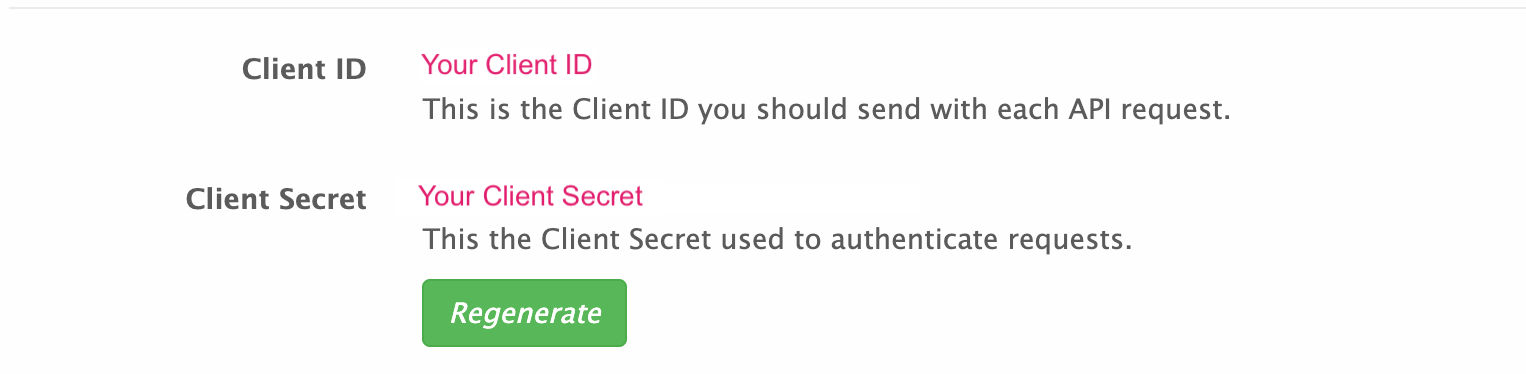 Client ID Your Client ID
This is the Client ID you should send with each API request.
Client Secret Your Client Secret
This the Client Secret used to authenticate requests.
Regenerate